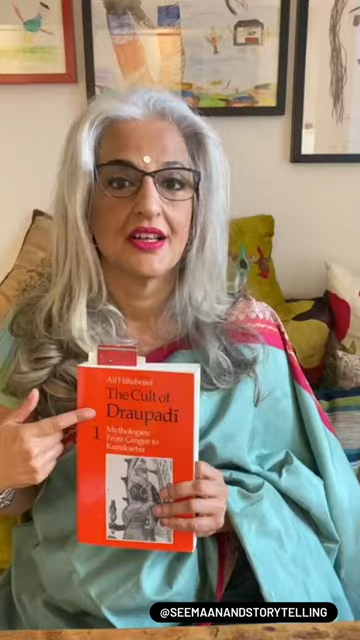 Alf Hiltebeitel
The Cult of
Draupadī
1
Mythologies:
From Gingee to
Kurukṣetra
@SEEMAANANDSTORYTELLING